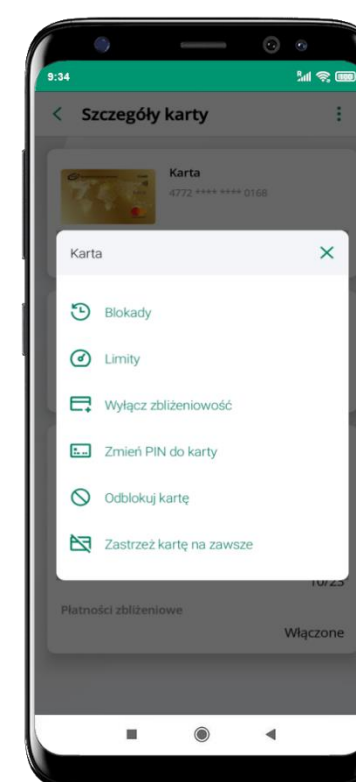 9:34
Szczegóły karty
Karta
4772 **** **** 0168
Karta
Blokady
Limity
Wyłącz zbliżeniowość
Zmień PIN do karty
Odblokuj kartę
Zastrzeż kartę na zawsze
10/25
Płatności zbliżeniowe
Włączone